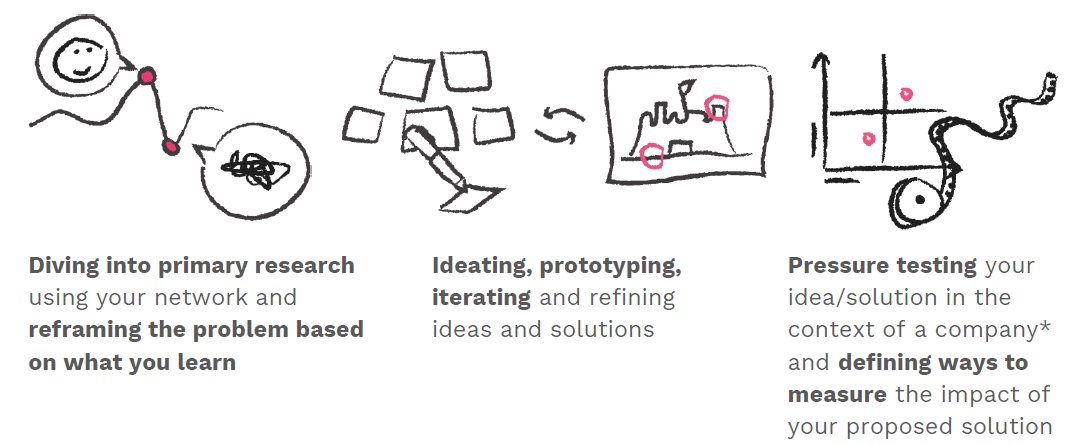 Diving into primary research
using your network and
reframing the problem based
on what you learn
Ideating, prototyping,
iterating and refining
ideas and solutions
Pressure testing your
idea/solution in the
context of a company*
and defining ways to
measure the impact of
your proposed solution